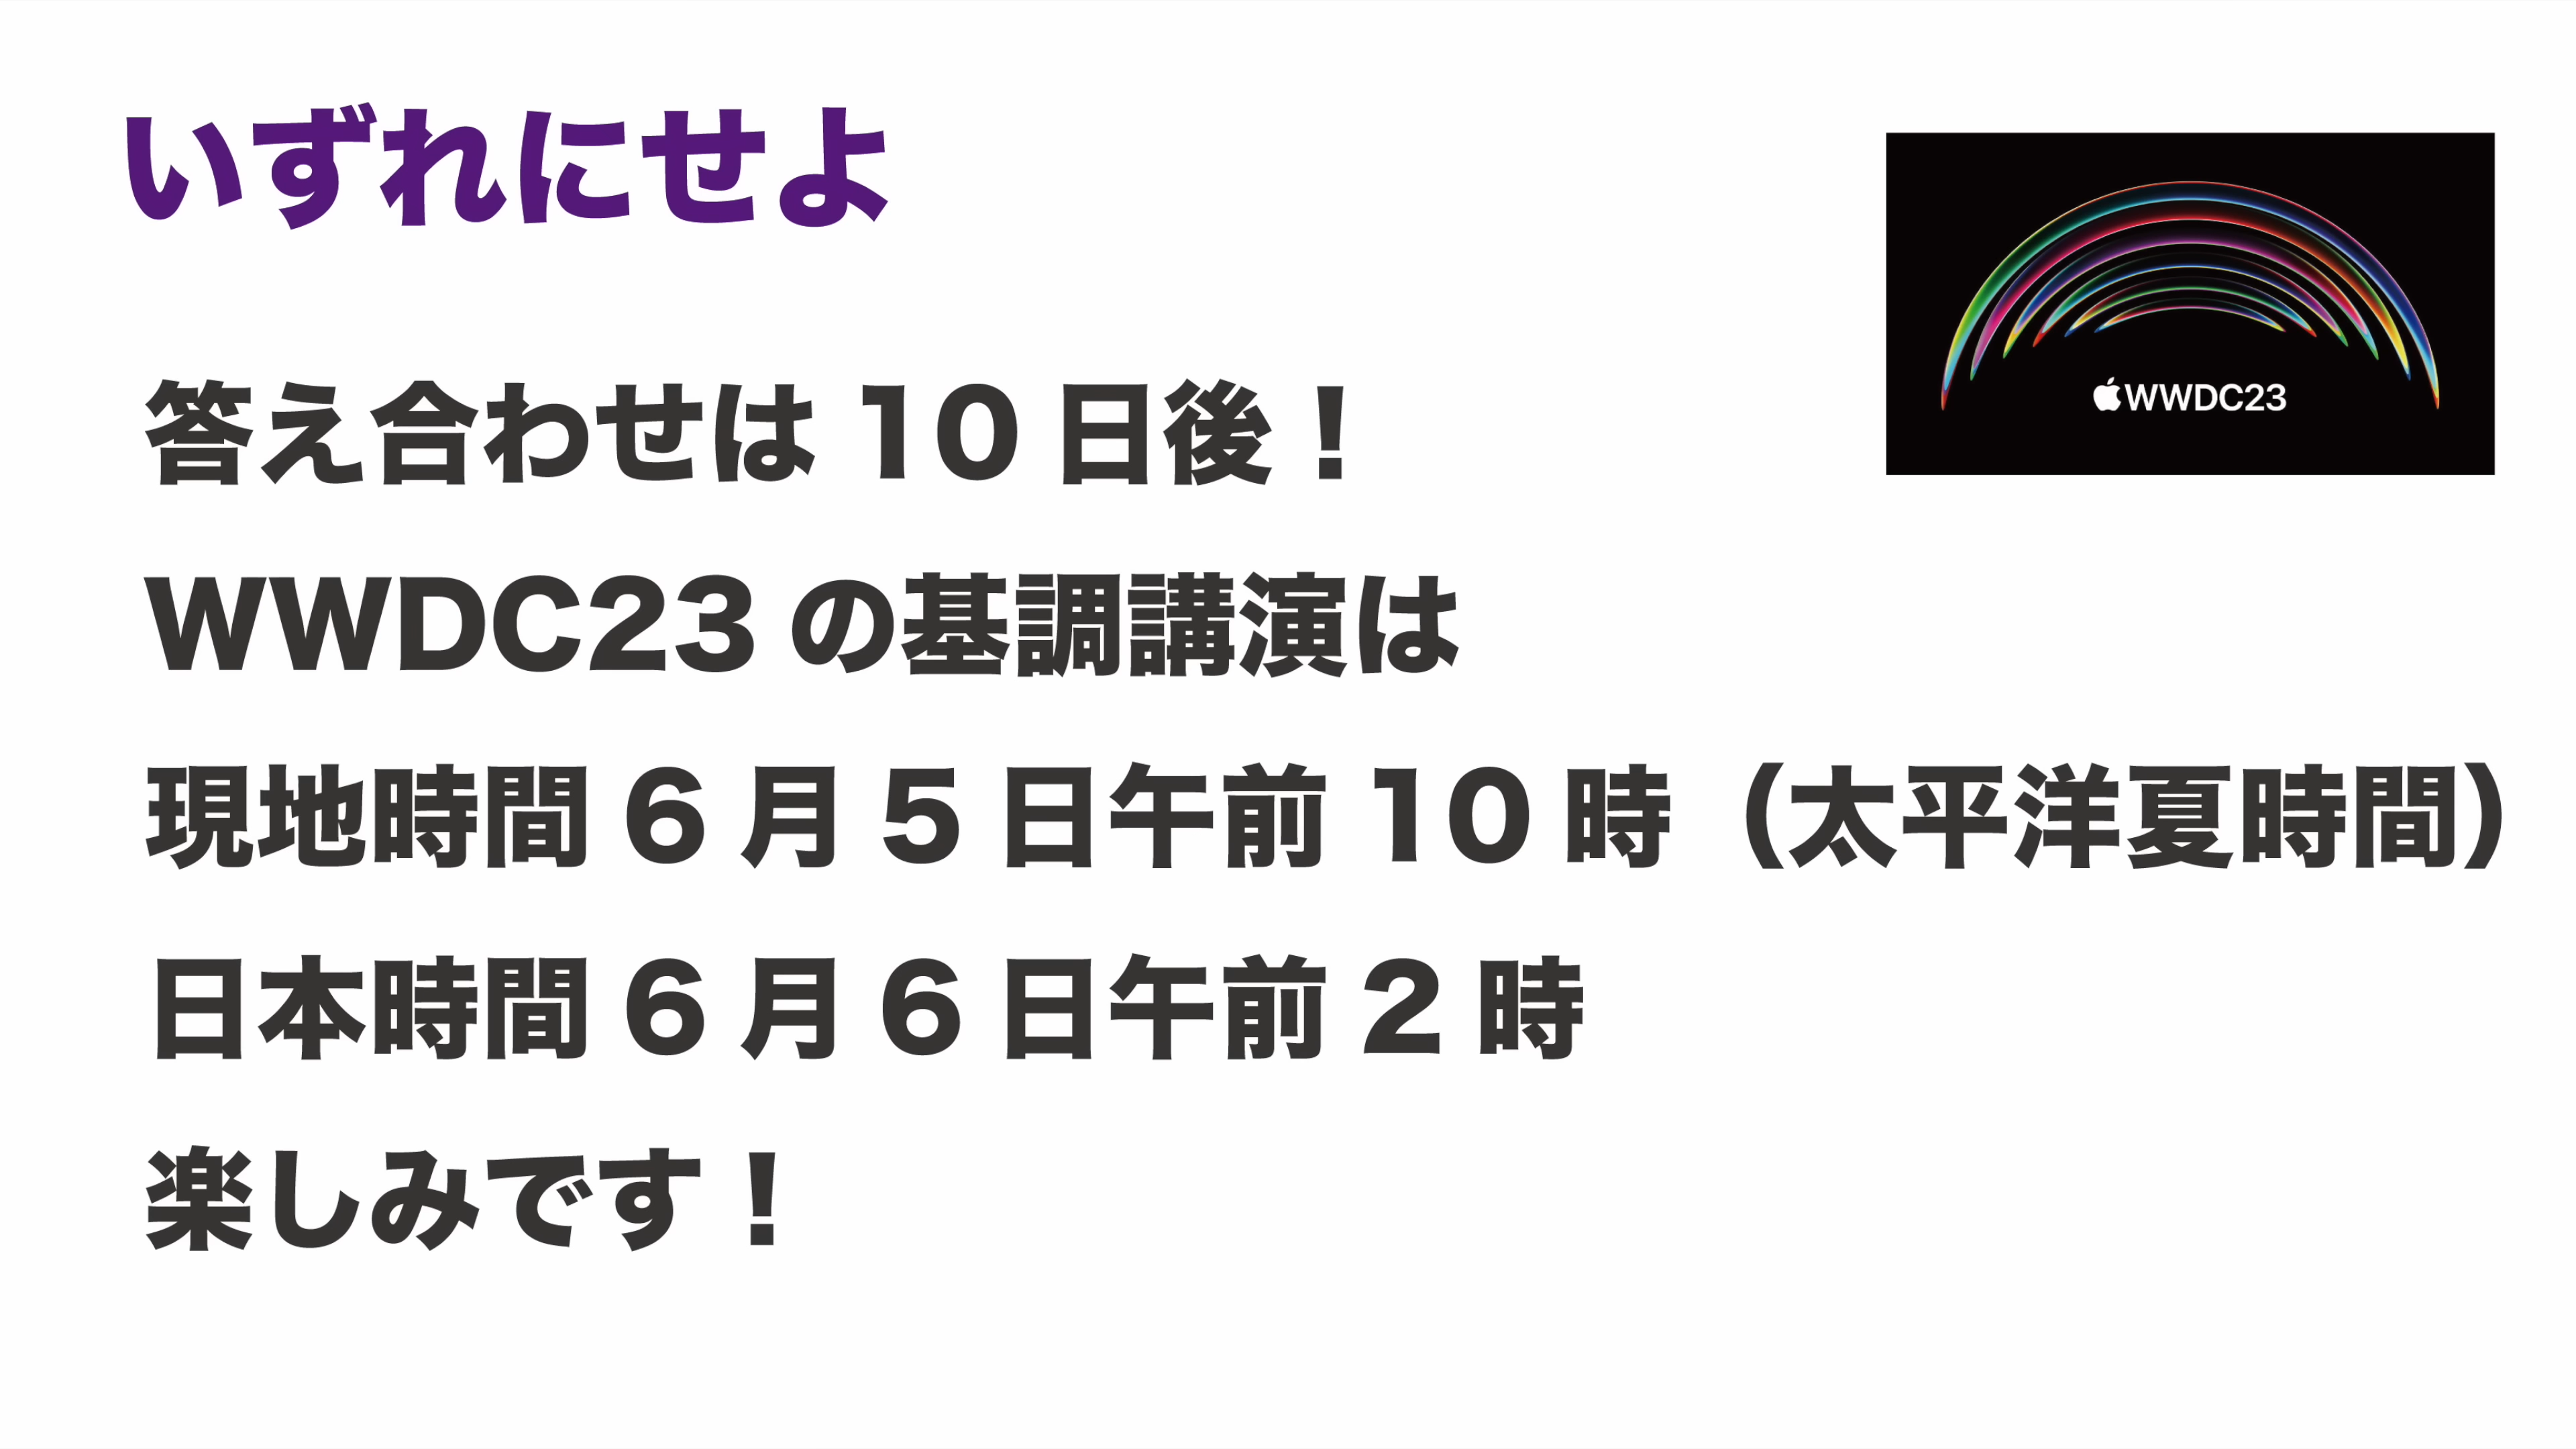 いずれにせよ
WWDC23
答え合わせは 10 日後！
WWDC23 の基調講演は
現地時間 6 月 5 日午前 10 時（太平洋夏時間）
日本時間 6 月 6 日午前 2 時
楽しみです！